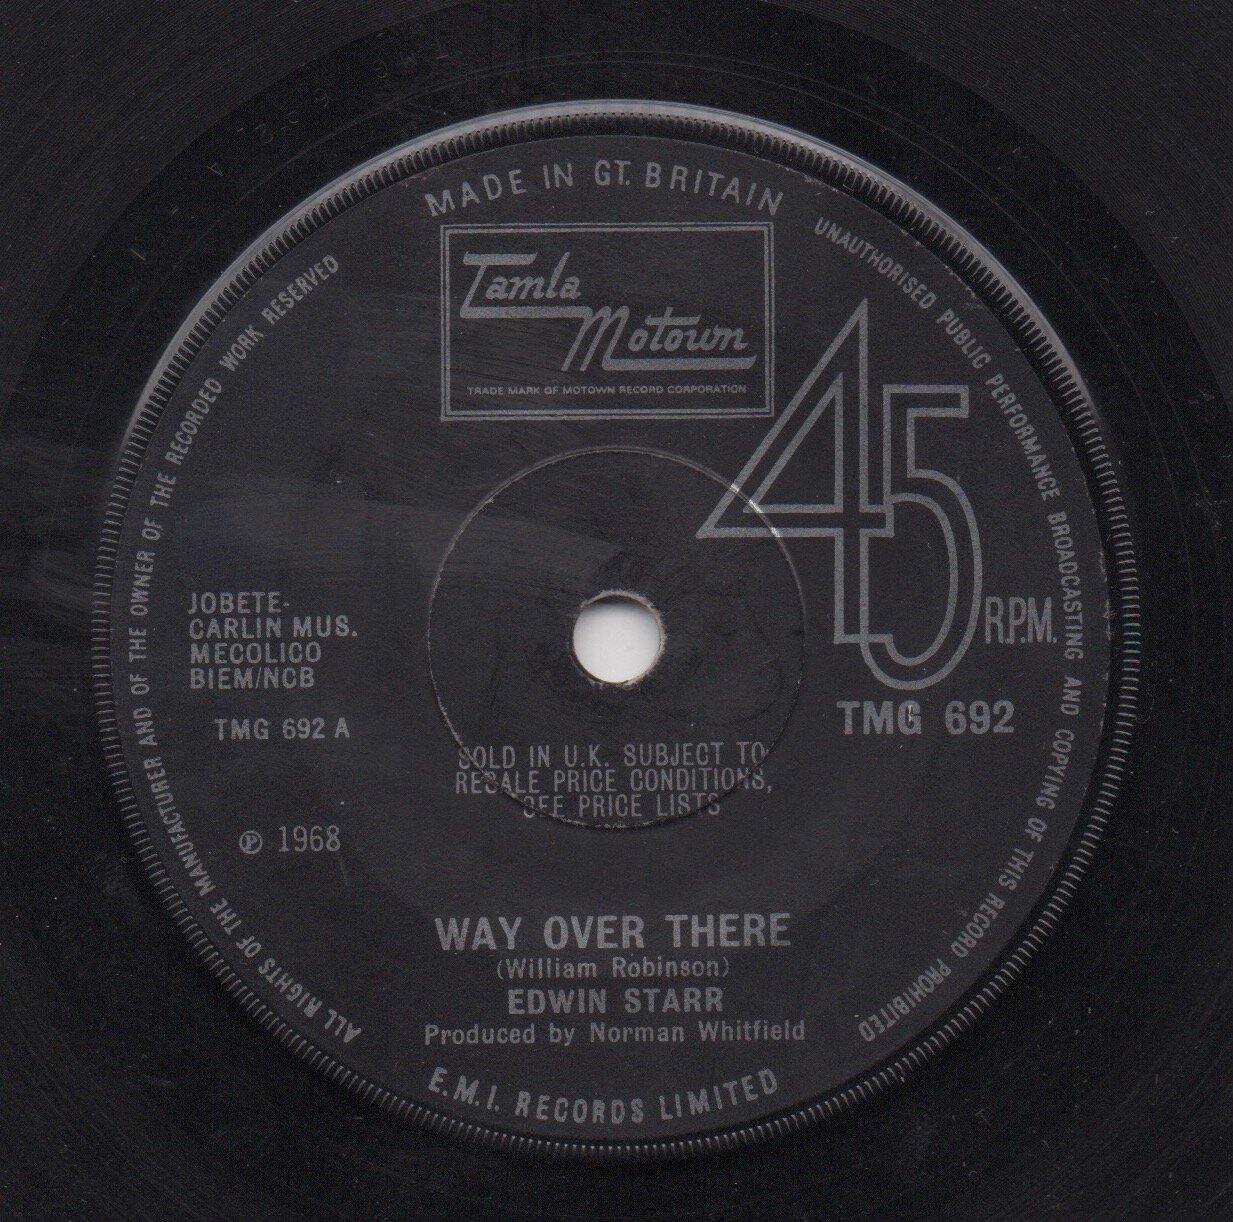 MADE IN GT. BRITAIN
Tamla
Motown
TRADE MARK OF MOTOWN RECORD CORPORATION
UNAUTHORISED PUBLIC PERFORMANCE BROADCASTING AND COPYING OF THIS RECORD PROHIBITED
ALL RIGHTS OF THE MANUFACTURER AND OF THE OWNER OF THE RECORDED WORK RESERVED
45
R.P.M.
JOBETE-
CARLIN MUS.
MECOLICO
BIEM/NCB
TMG 692 A
TMG 692
SOLD IN U.K. SUBJECT TO
RESALE PRICE CONDITIONS,
SEE PRICE LISTS
℗ 1968
WAY OVER THERE
(William Robinson)
EDWIN STARR
Produced by Norman Whitfield
E.M.I. RECORDS LIMITED